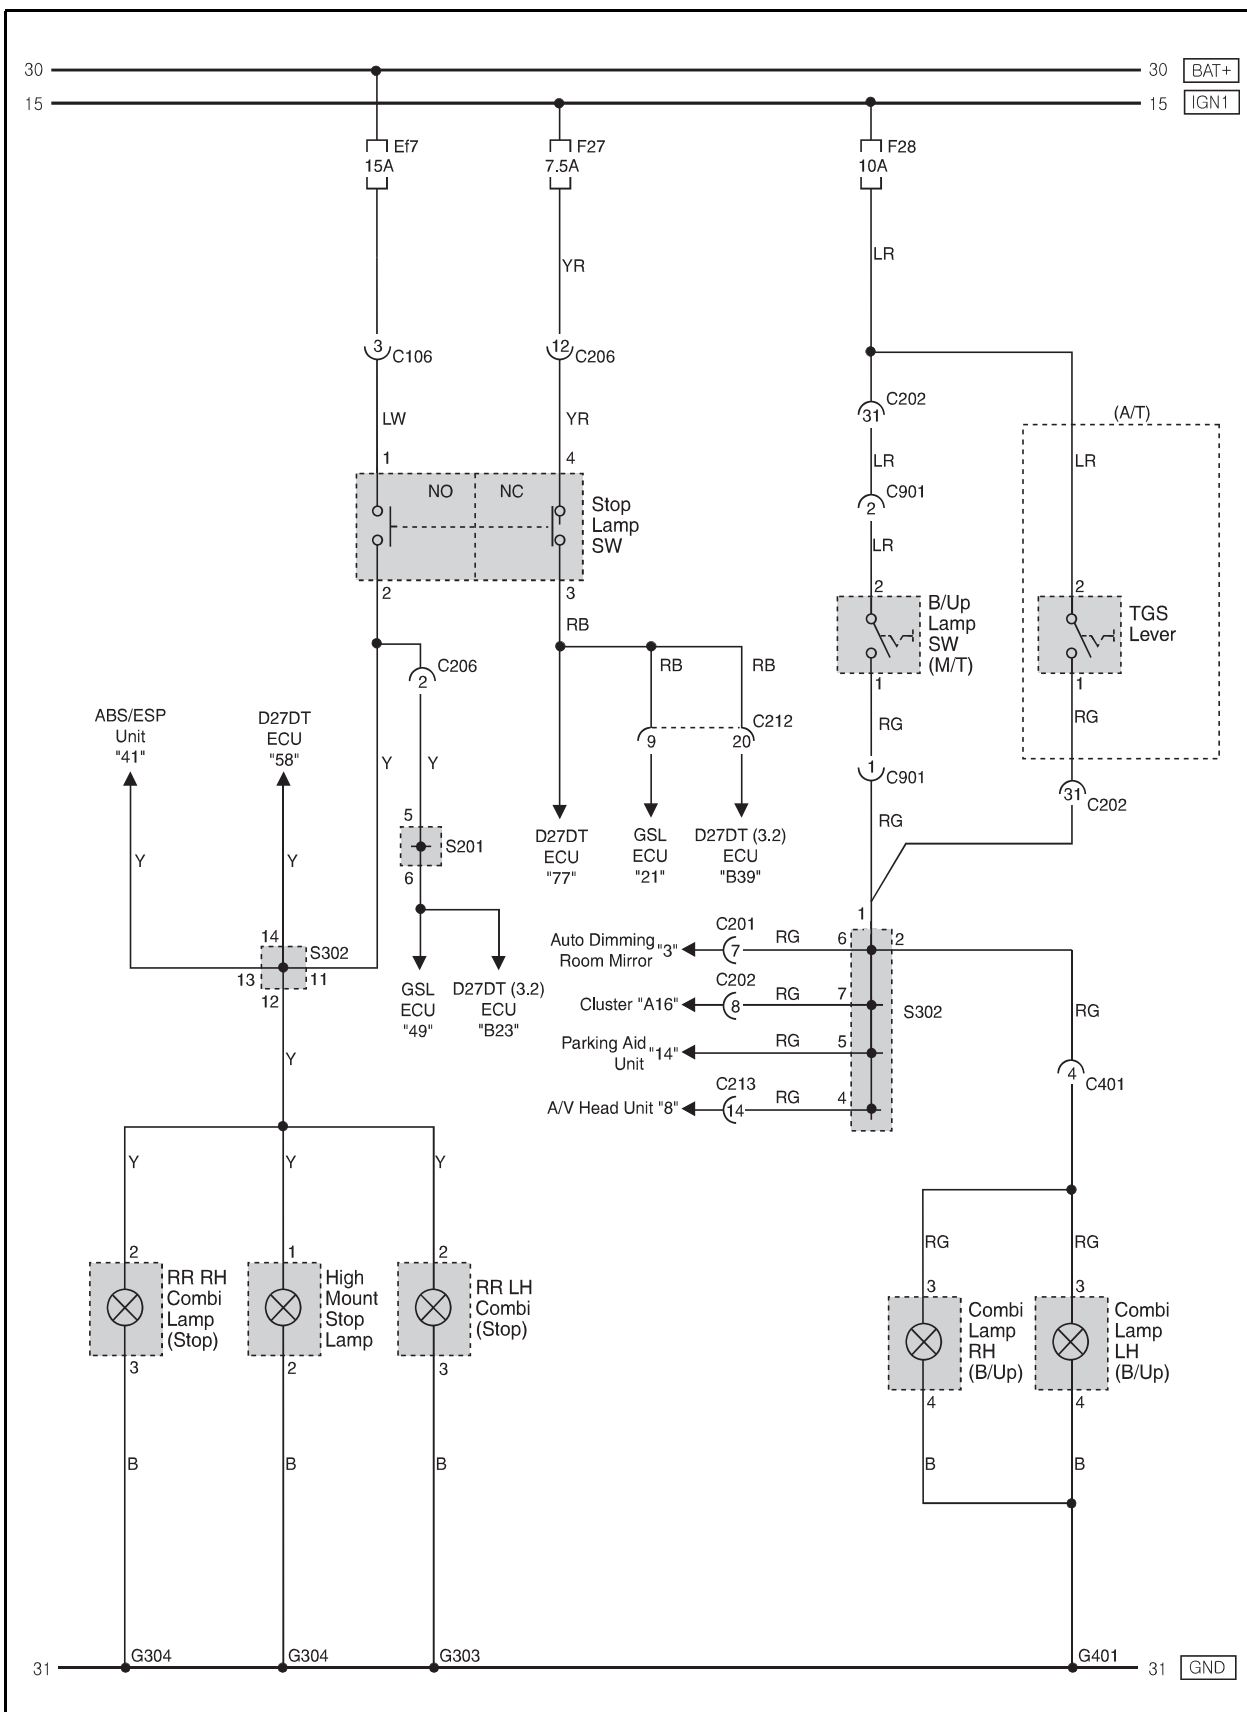 30
30 BAT+
15
15 IGN1
Ef7
15A
F27
7.5A
F28
10A
LR
YR
3
C106
12
C206
C202
31
(A/T)
LW
YR
LR
LR
1
4
C901
2
NO
NC
Stop
Lamp
SW
LR
2
3
2
2
B/Up
Lamp
SW
(M/T)
TGS
Lever
RB
C206
2
RB
RB
1
1
ABS/ESP
Unit
"41"
D27DT
ECU
"58"
C212
9
20
RG
RG
Y
Y
1
C901
31
C202
5
S201
6
RG
D27DT
ECU
"77"
GSL
ECU
"21"
D27DT (3.2)
ECU
"B39"
Y
Y
14
S302
13
11
12
1
C201
Auto Dimming
Room Mirror
"3"
7
RG
6
2
GSL
ECU
"49"
D27DT (3.2)
ECU
"B23"
C202
Cluster "A16"
8
RG
7
S302
RG
Parking Aid
Unit
"14"
RG
5
Y
4
C401
C213
A/V Head Unit "8"
14
RG
4
Y
Y
Y
RG
RG
2
1
2
RR RH
Combi
Lamp
(Stop)
High
Mount
Stop
Lamp
RR LH
Combi
(Stop)
3
3
Combi
Lamp
RH
(B/Up)
Combi
Lamp
LH
(B/Up)
3
2
3
4
4
B
B
B
B
B
31
G304
G304
G303
G401
31 GND